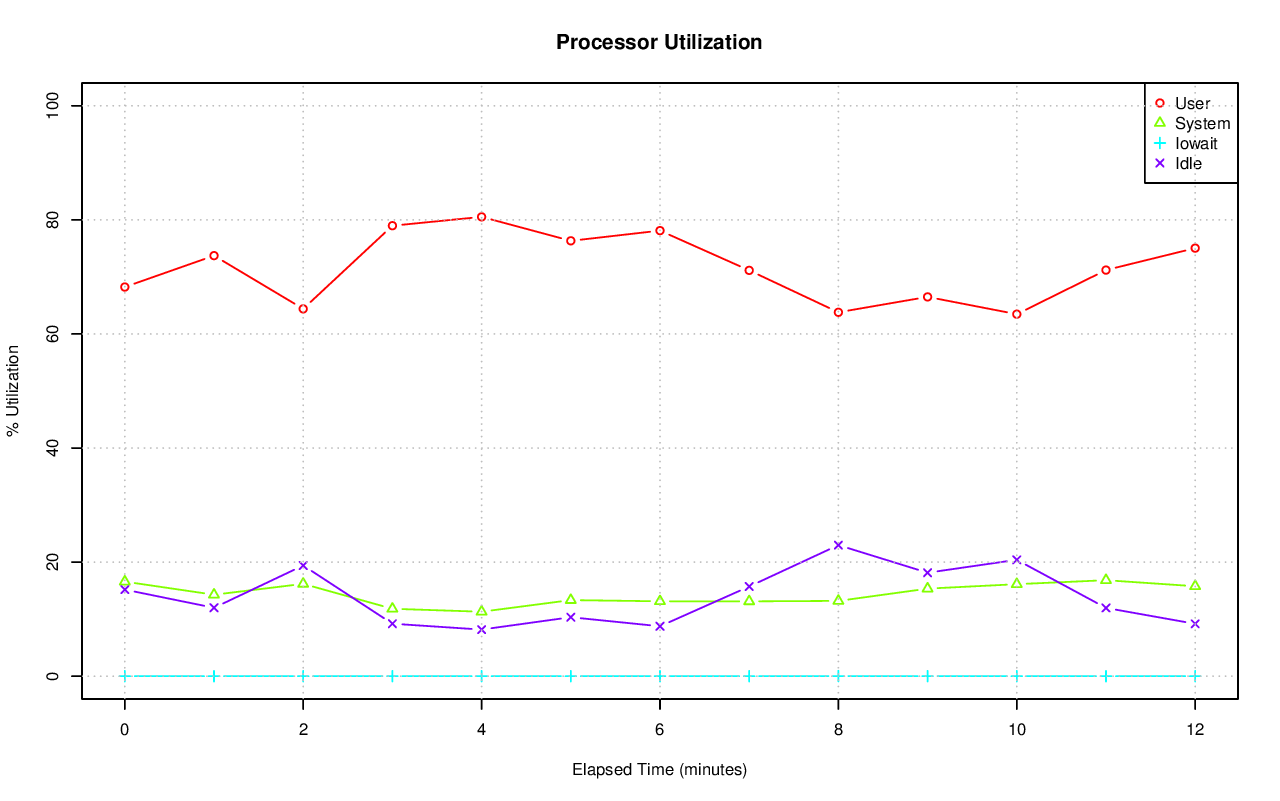 Processor Utilization
100
80
60
40
20
0
% Utilization
User
System
Iowait
Idle
0 2 4 6 8 10 12
Elapsed Time (minutes)